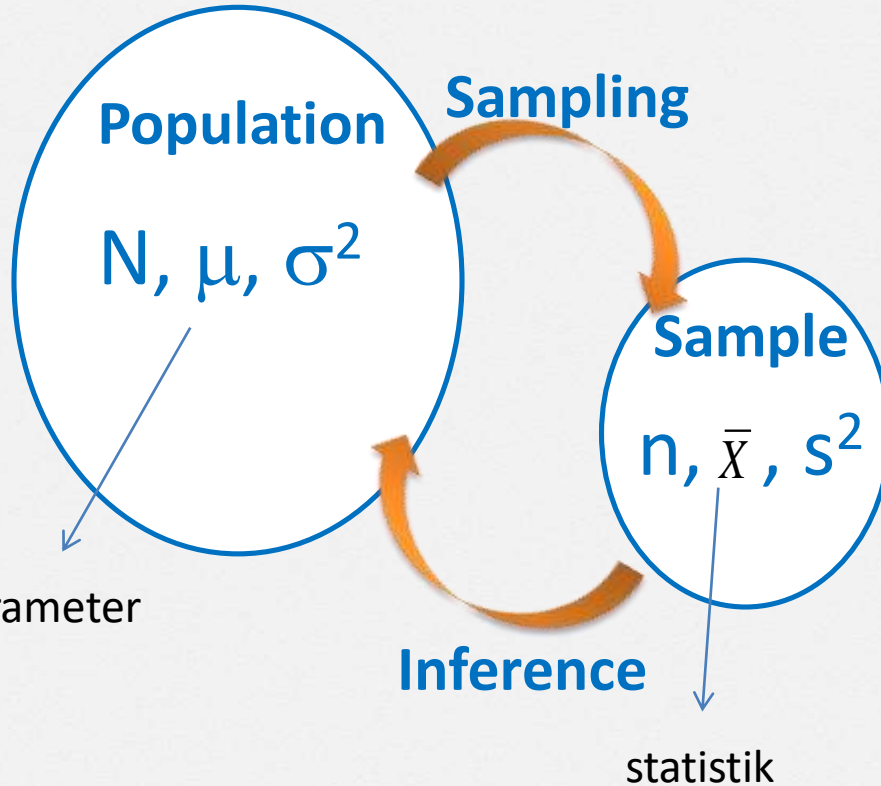 Population
Sampling
N, μ, σ²
Sample
n, X̄, s²
rameter
Inference
statistik